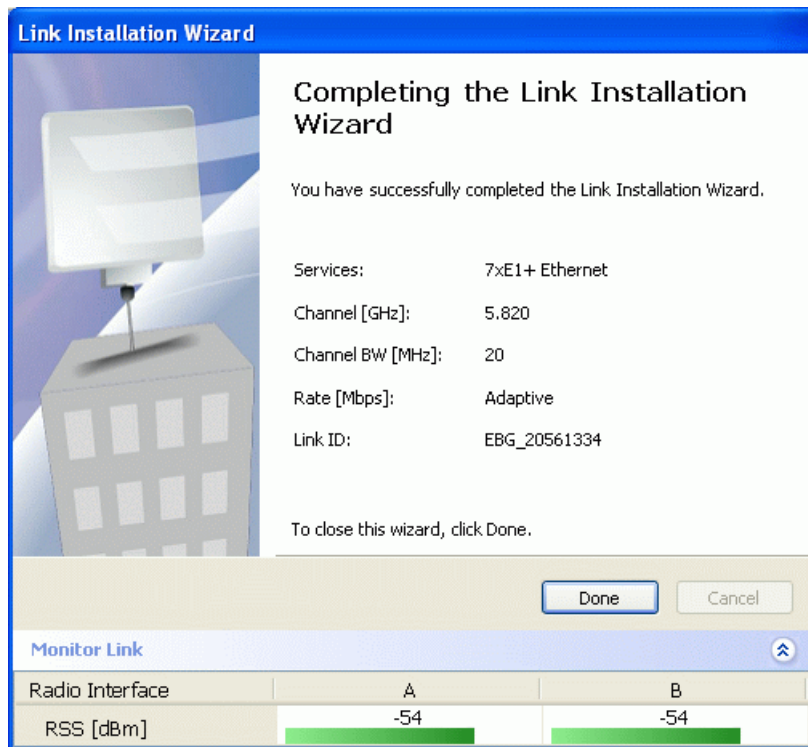 Link Installation Wizard
Completing the Link Installation
Wizard
You have successfully completed the Link Installation Wizard.
Services: 7xE1+ Ethernet
Channel [GHz]: 5.820
Channel BW [MHz]: 20
Rate [Mbps]: Adaptive
Link ID: EBG_20561334
To close this wizard, click Done.
Done Cancel
Monitor Link
Radio Interface A B
RSS [dBm] -54 -54